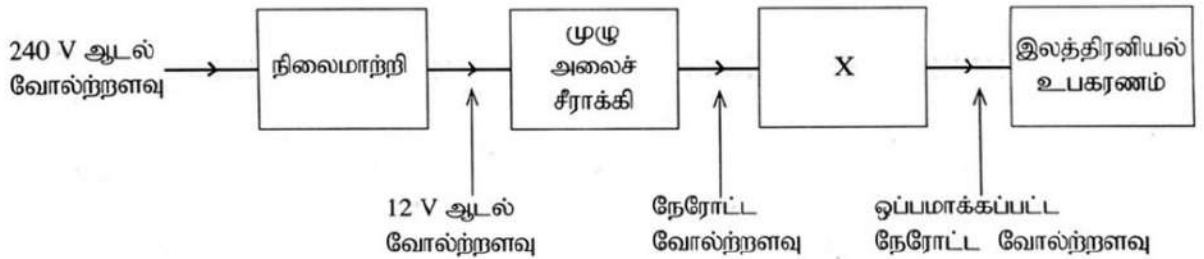 240 V ஆடல்
வோல்ற்றளவு
நிலைமாற்றி
முழு
அலைச்
சீராக்கி
X
இலத்திரனியல்
உபகரணம்
12 V ஆடல்
வோல்ற்றளவு
நேரோட்ட
வோல்ற்றளவு
ஒப்பமாக்கப்பட்ட
நேரோட்ட வோல்ற்றளவு